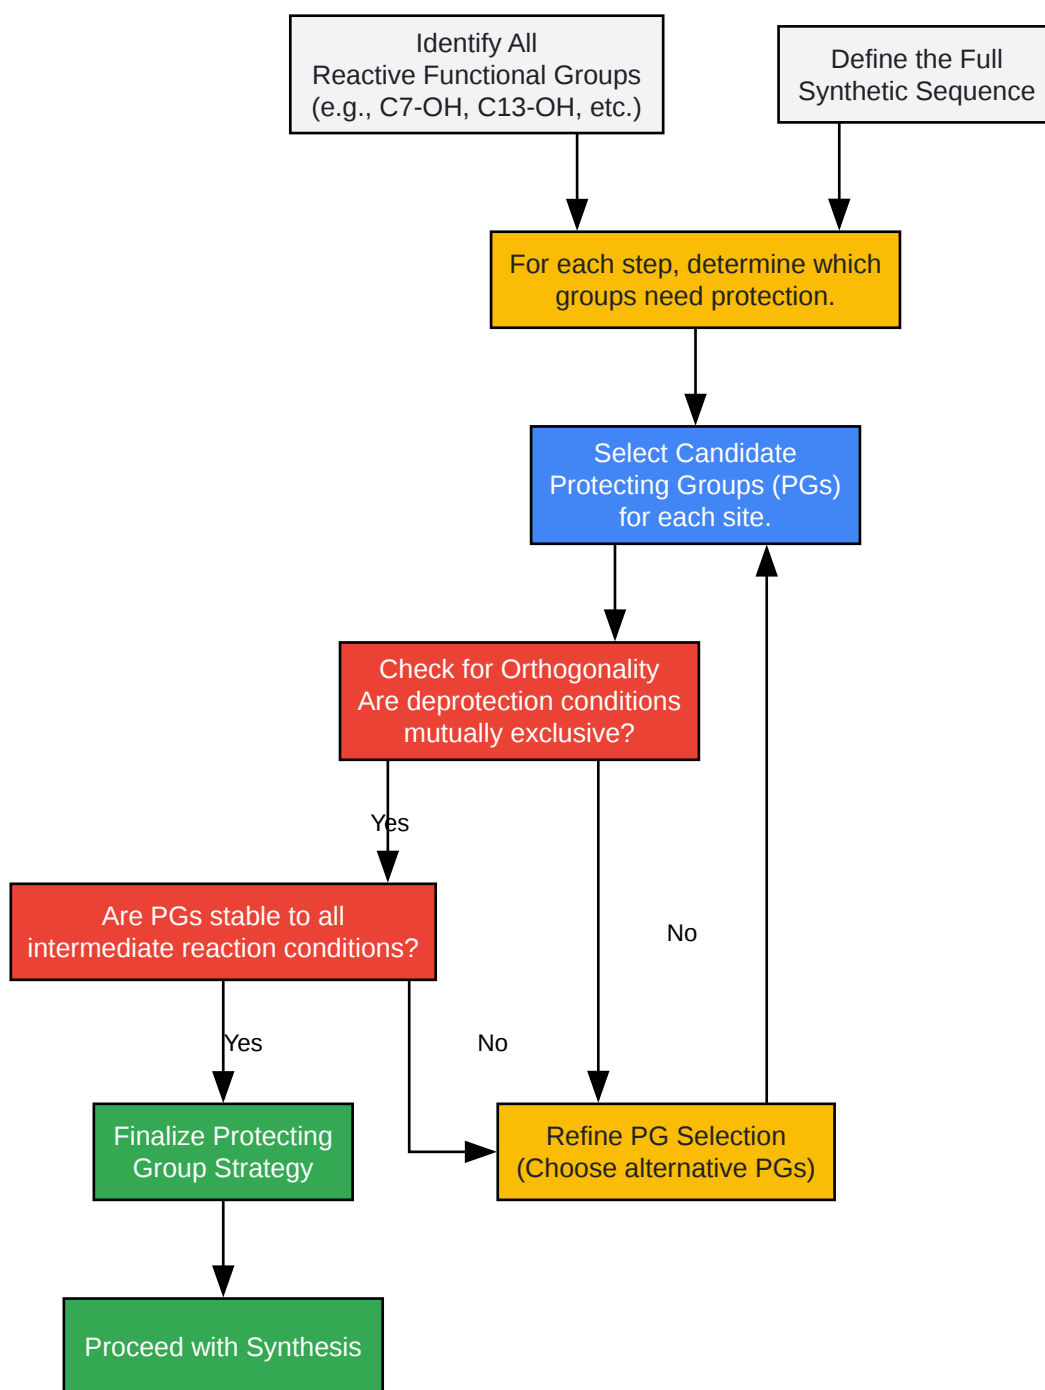 Identify All
Reactive Functional Groups
(e.g., C7-OH, C13-OH, etc.)
Define the Full
Synthetic Sequence
For each step, determine which
groups need protection.
Select Candidate
Protecting Groups (PGs)
for each site.
Check for Orthogonality
Are deprotection conditions
mutually exclusive?
Yes
Are PGs stable to all
intermediate reaction conditions?
No
Yes
No
Finalize Protecting
Group Strategy
Refine PG Selection
(Choose alternative PGs)
Proceed with Synthesis